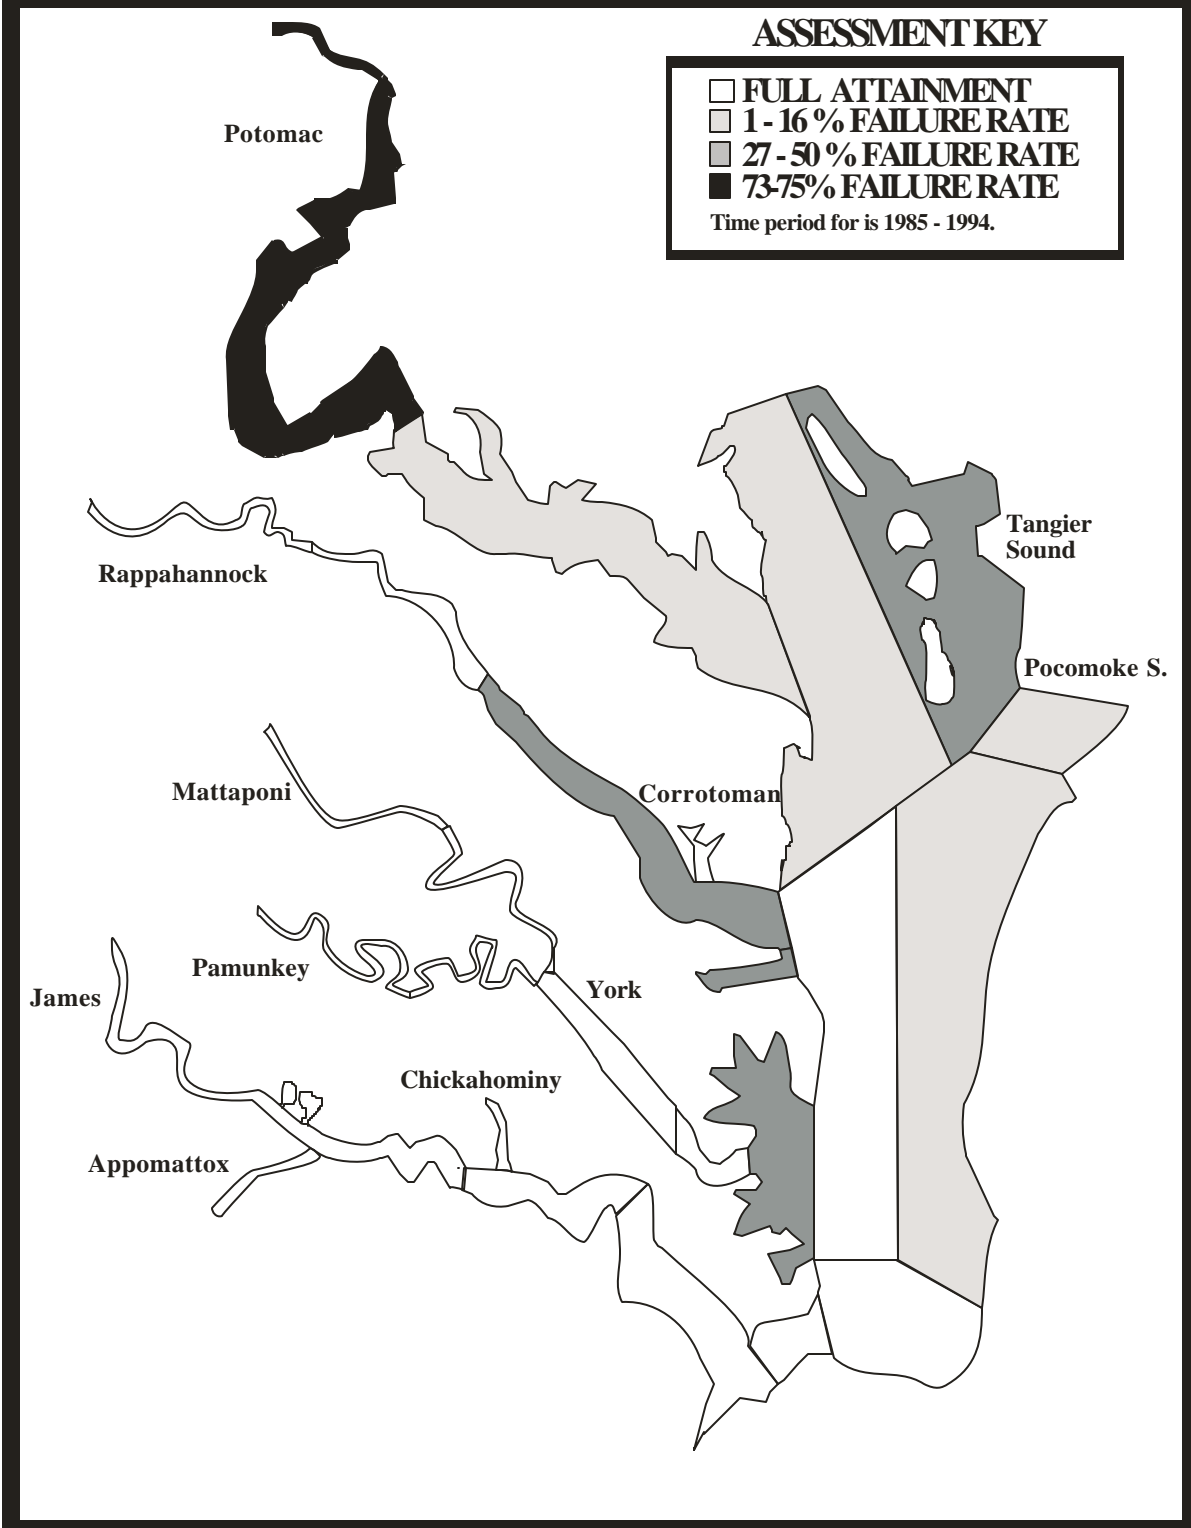 ASSESSMENT KEY
FULL ATTAINMENT
1 - 16 % FAILURE RATE
27 - 50 % FAILURE RATE
73-75% FAILURE RATE
Time period for is 1985 - 1994.
Potomac
Tangier
Sound
Rappahannock
Pocomoke S.
Mattaponi
Corrotoman
Pamunkey
York
James
Chickahominy
Appomattox